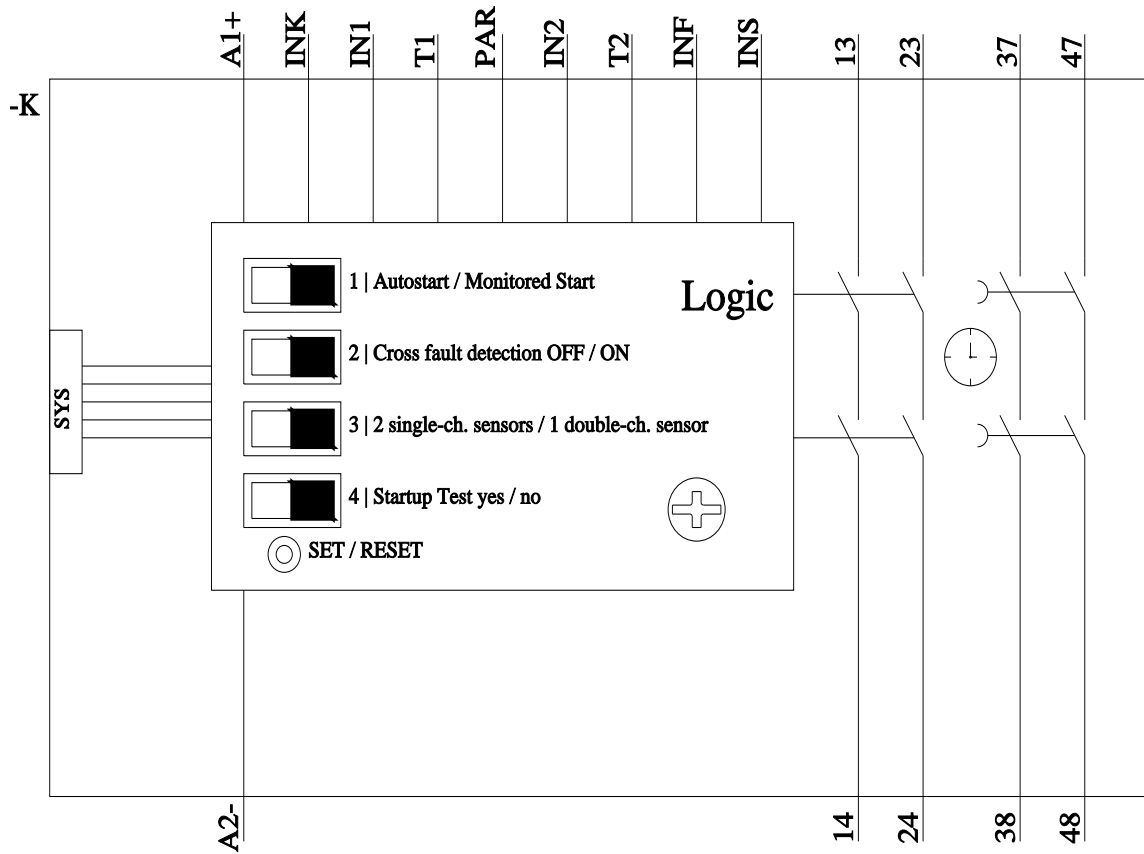 A1+
INK
IN1
T1
PAR
IN2
T2
INF
INS
13
23
37
47
-K
1 | Autostart / Monitored Start
Logic
2 | Cross fault detection OFF / ON
SYS
3 | 2 single-ch. sensors / 1 double-ch. sensor
4 | Startup Test yes / no
SET / RESET
A2-
14
24
38
48